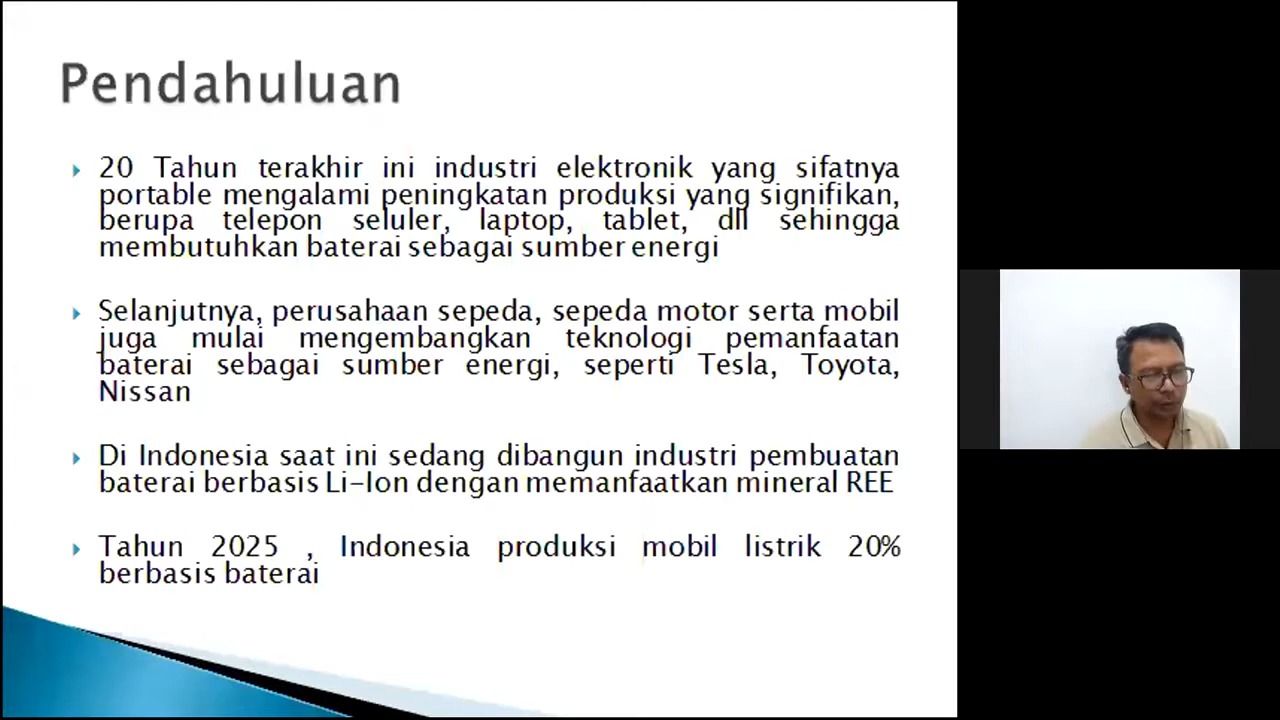 Pendahuluan
20 Tahun terakhir ini industri elektronik yang sifatnya
portable mengalami peningkatan produksi yang signifikan,
berupa telepon seluler, laptop, tablet, dll sehingga
membutuhkan baterai sebagai sumber energi
Selanjutnya, perusahaan sepeda, sepeda motor serta mobil
juga mulai mengembangkan teknologi pemanfaatan
baterai sebagai sumber energi, seperti Tesla, Toyota,
Nissan
Di Indonesia saat ini sedang dibangun industri pembuatan
baterai berbasis Li-Ion dengan memanfaatkan mineral REE
Tahun 2025 , Indonesia produksi mobil listrik 20%
berbasis baterai